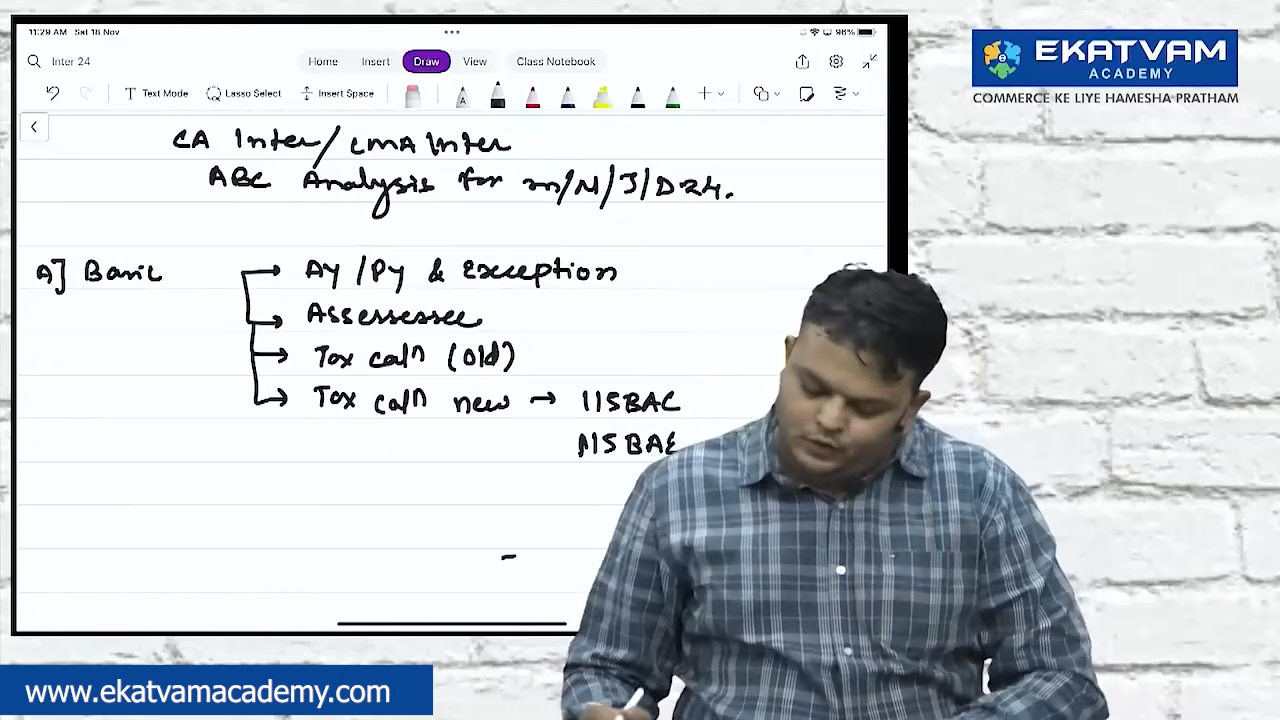 11:29 AM Sat 18 Nov
96%
Inter 24
Home Insert Draw View Class Notebook
Text Mode Lasso Select Insert Space
CA Inter/CMA Inter
ABC Analysis for m/N/J/D24.
A] Basic
AY/PY & Exception
Assessessee
Tax calⁿ (old)
Tax calⁿ new → 115BAC
115BAE
EKATVAM
ACADEMY
COMMERCE KE LIYE HAMESHA PRATHAM
www.ekatvamacademy.com